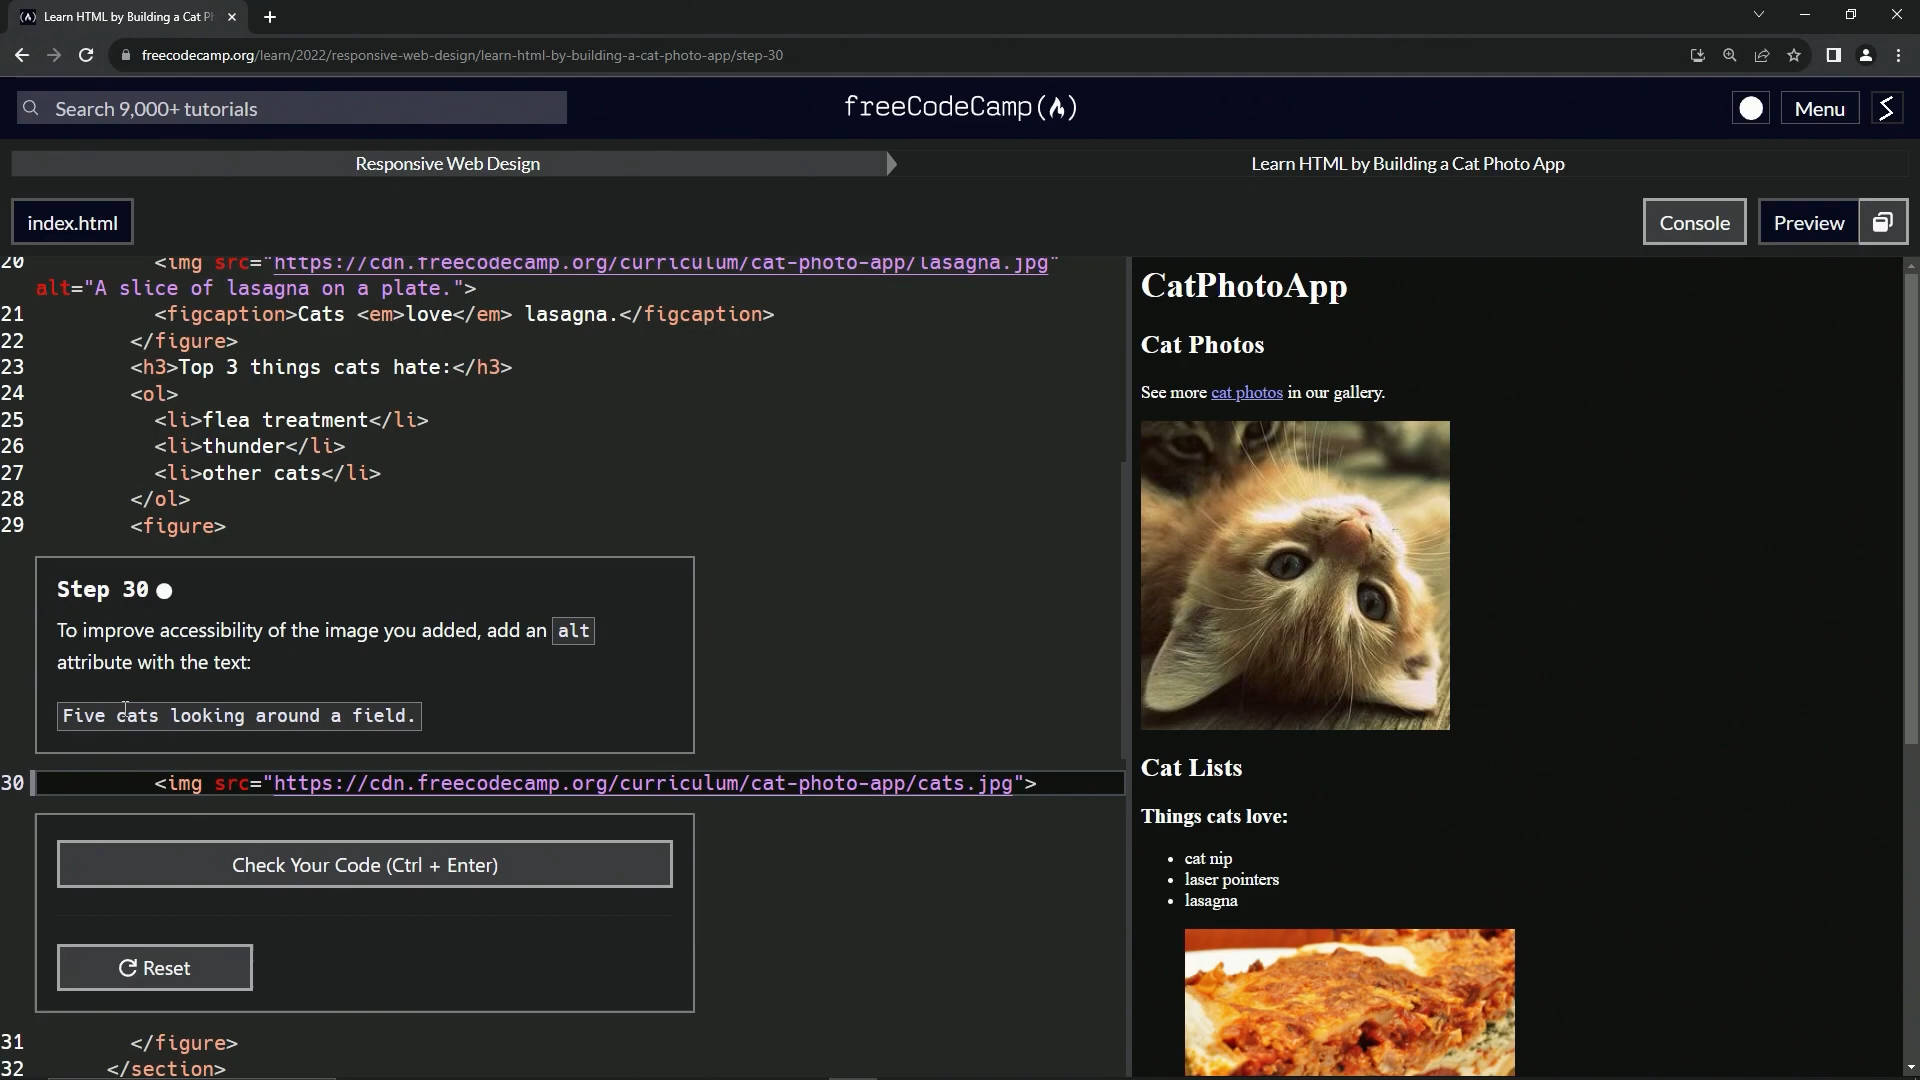 Learn HTML by Building a Cat P
freecodecamp.org/learn/2022/responsive-web-design/learn-html-by-building-a-cat-photo-app/step-30
Search 9,000+ tutorials
freeCodeCamp(🔥)
Menu
Responsive Web Design
Learn HTML by Building a Cat Photo App
index.html
Console
Preview
20 <img src="https://cdn.freecodecamp.org/curriculum/cat-photo-app/lasagna.jpg"
alt="A slice of lasagna on a plate.">
21 <figcaption>Cats <em>love</em> lasagna.</figcaption>
22 </figure>
23 <h3>Top 3 things cats hate:</h3>
24 <ol>
25 <li>flea treatment</li>
26 <li>thunder</li>
27 <li>other cats</li>
28 </ol>
29 <figure>
Step 30
To improve accessibility of the image you added, add an alt
attribute with the text:
Five cats looking around a field.
30 <img src="https://cdn.freecodecamp.org/curriculum/cat-photo-app/cats.jpg">
Check Your Code (Ctrl + Enter)
Reset
31 </figure>
32 </section>
CatPhotoApp
Cat Photos
See more cat photos in our gallery.
Cat Lists
Things cats love:
• cat nip
• laser pointers
• lasagna